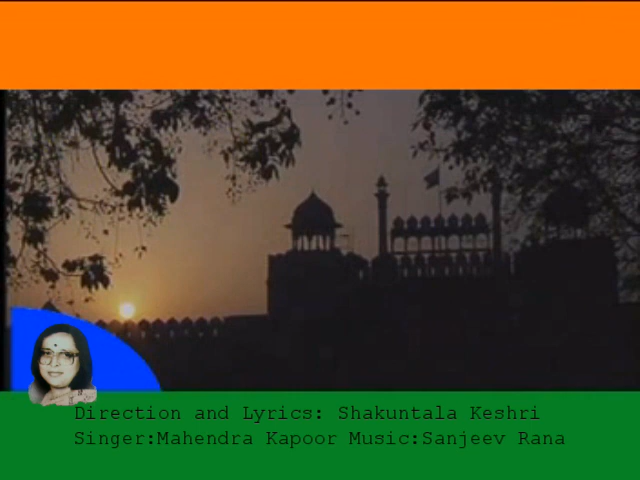 Direction and Lyrics: Shakuntala Keshri
Singer:Mahendra Kapoor Music:Sanjeev Rana